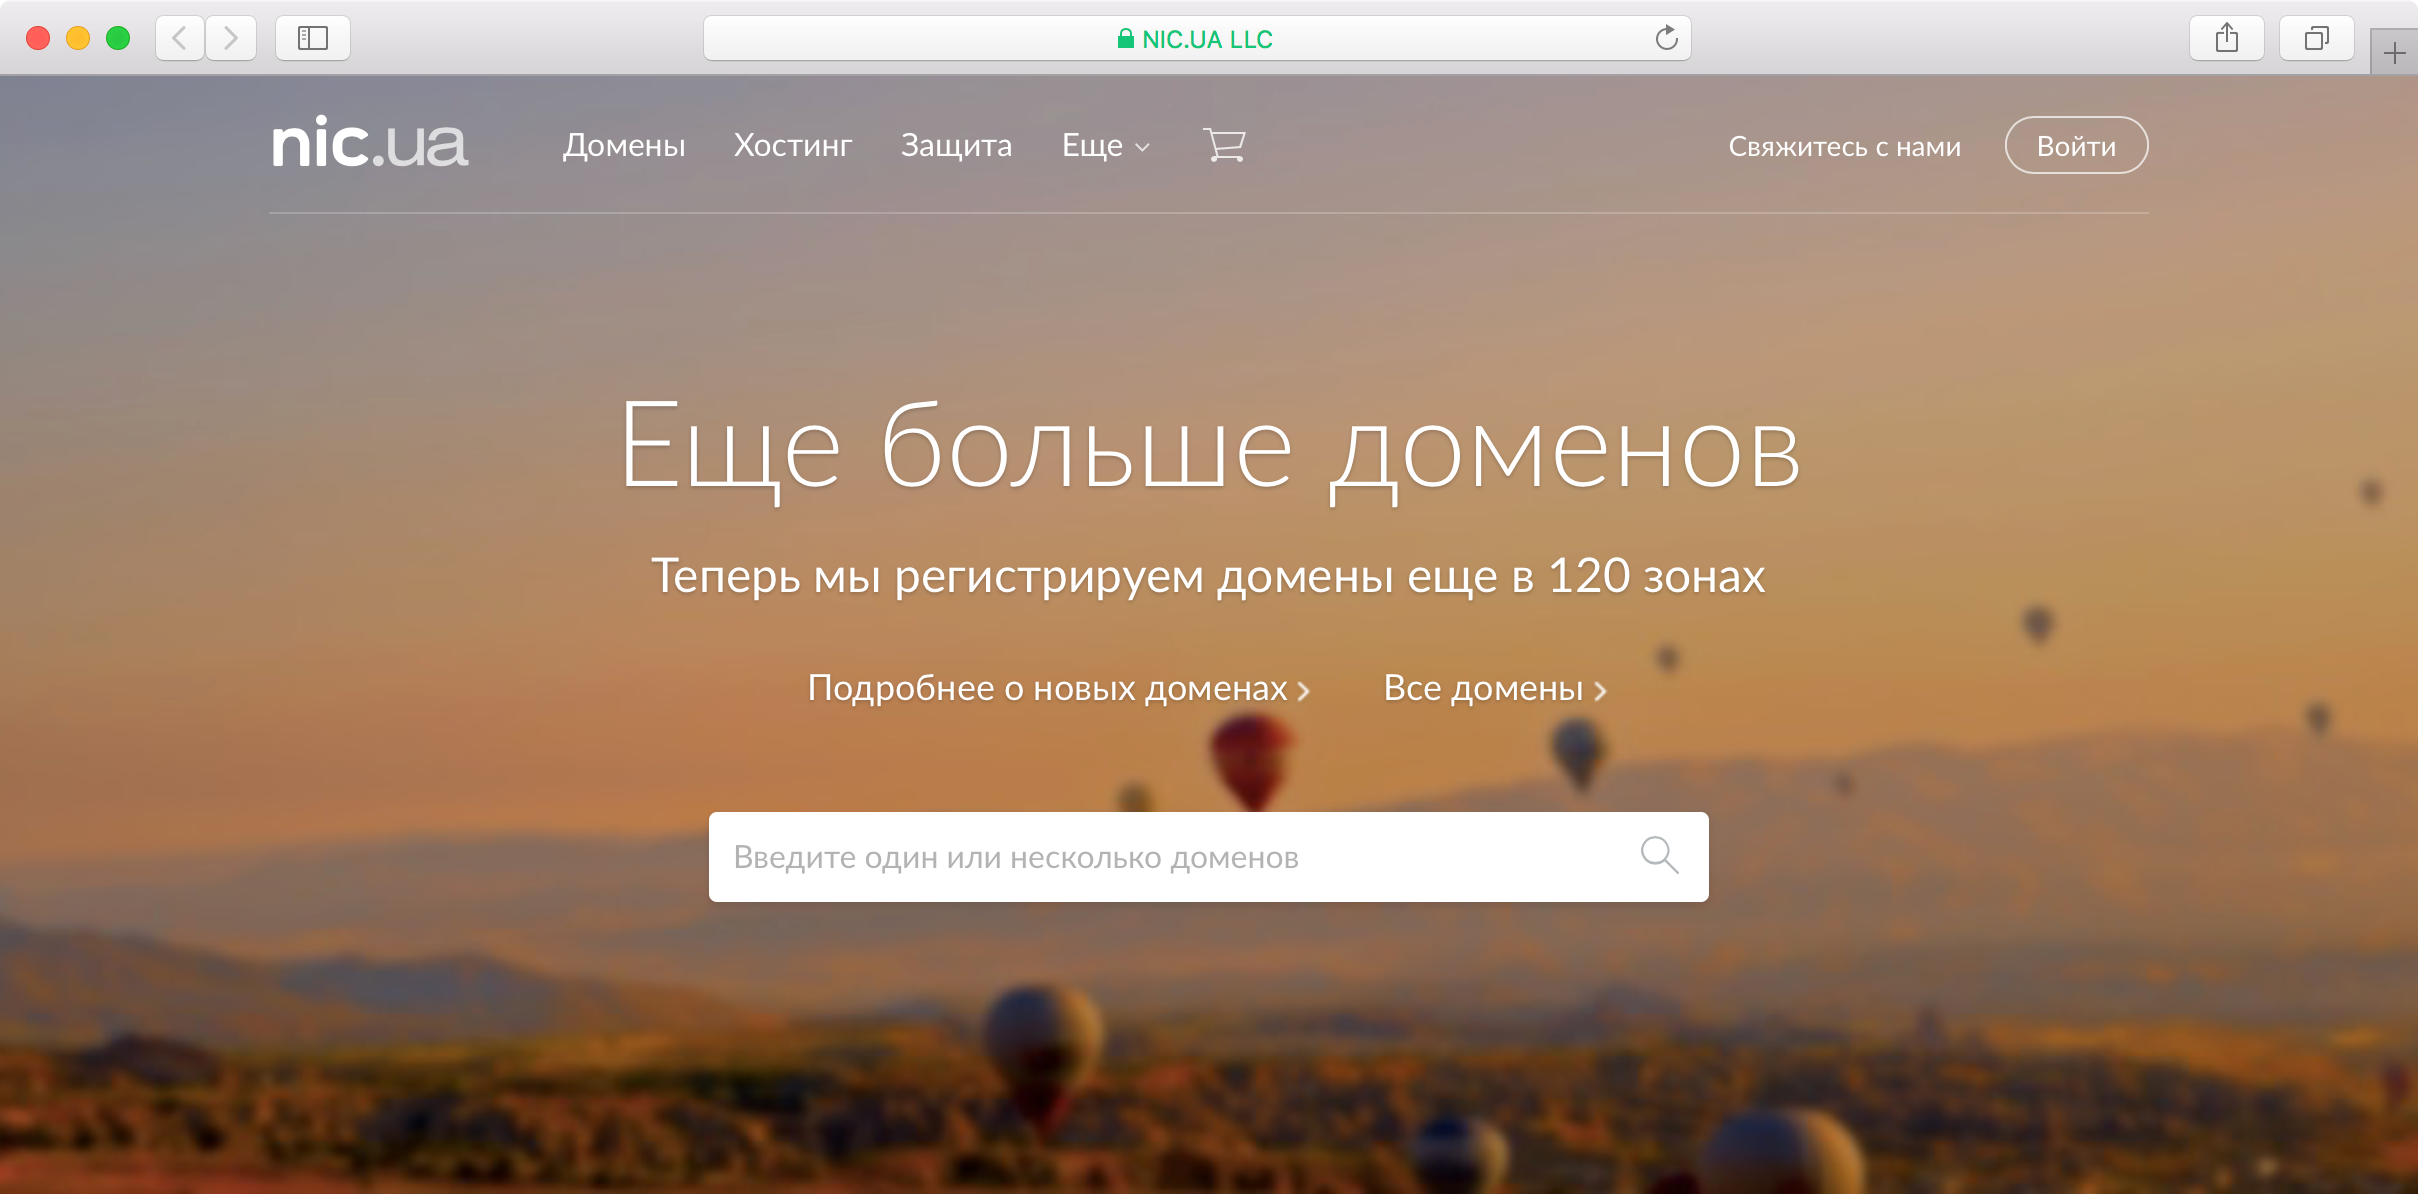 NIC.UA LLC
nic.ua
Домены Хостинг Защита Еще
Свяжитесь с нами Войти
Еще больше доменов
Теперь мы регистрируем домены еще в 120 зонах
Подробнее о новых доменах Все домены
Введите один или несколько доменов